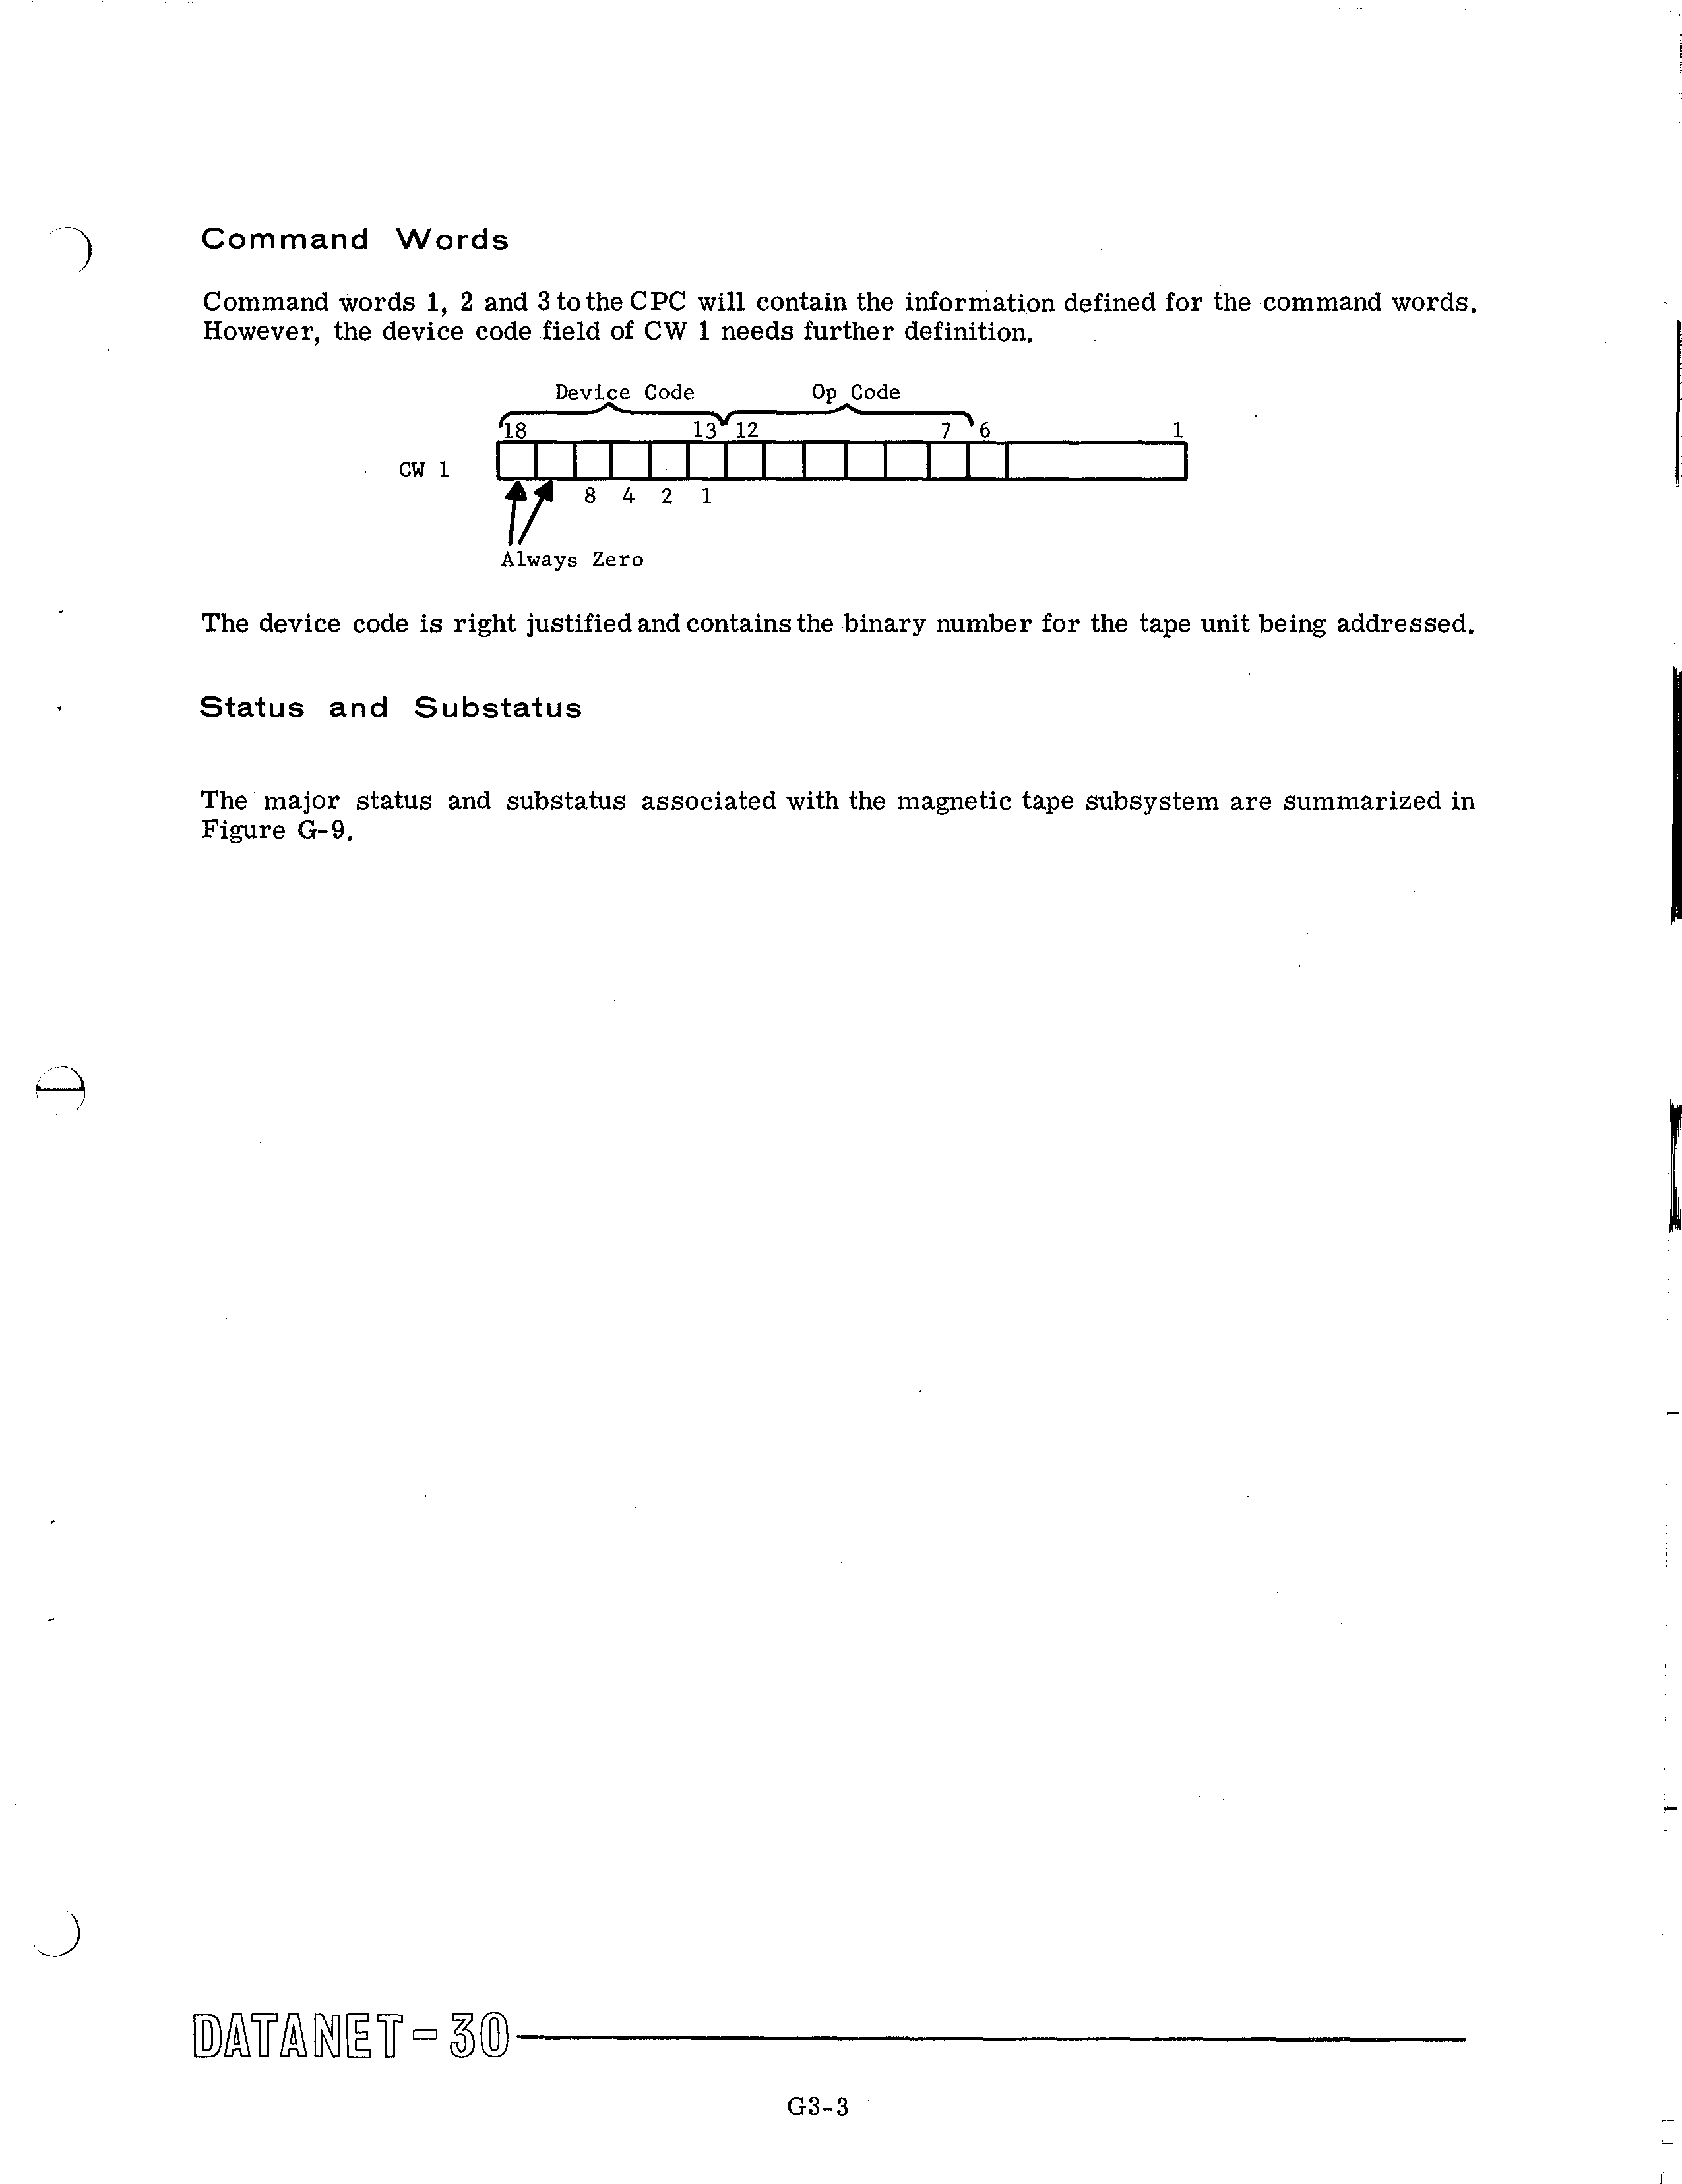 Command Words
Command words 1, 2 and 3 to the CPC will contain the information defined for the command words.
However, the device code field of CW 1 needs further definition.
Device Code Op Code
18 13 12 7 6 1
CW 1
8 4 2 1
Always Zero
The device code is right justified and contains the binary number for the tape unit being addressed.
Status and Substatus
The major status and substatus associated with the magnetic tape subsystem are summarized in
Figure G-9.
DATANET-30
G3-3